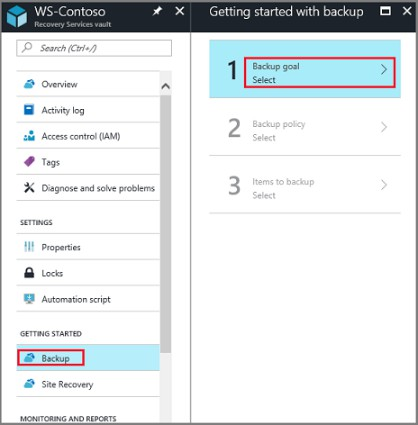 WS-Contoso
Recovery Services vault
Search (Ctrl+/)
Overview
Activity log
Access control (IAM)
Tags
Diagnose and solve problems
SETTINGS
Properties
Locks
Automation script
GETTING STARTED
Backup
Site Recovery
MONITORING AND REPORTS
Getting started with backup
1
Backup goal
Select
2
Backup policy
Select
3
Items to backup
Select